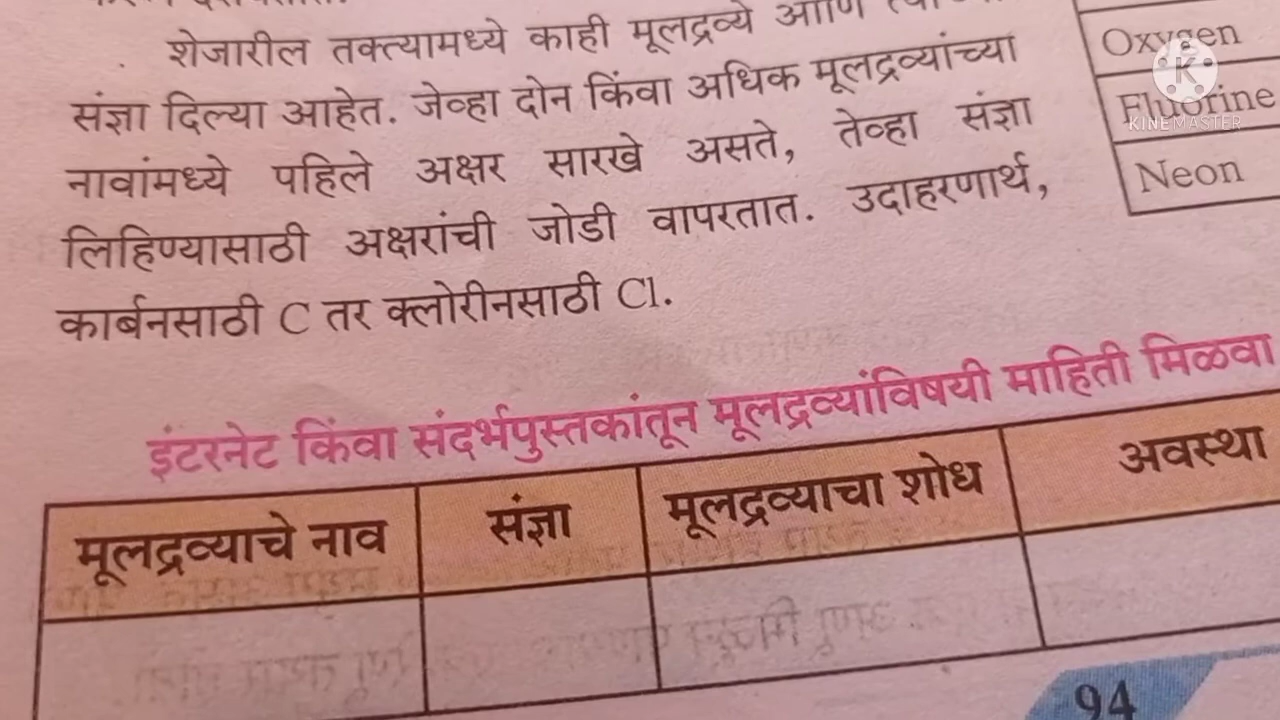 शेजारील तक्त्यामध्ये काही मूलद्रव्ये आणि
संज्ञा दिल्या आहेत. जेव्हा दोन किंवा अधिक मूलद्रव्यांच्या
नावांमध्ये पहिले अक्षर सारखे असते, तेव्हा संज्ञा
लिहिण्यासाठी अक्षरांची जोडी वापरतात. उदाहरणार्थ,
कार्बनसाठी C तर क्लोरीनसाठी Cl.
Oxygen
Fluorine
Neon
K
KINEMASTER
इंटरनेट किंवा संदर्भपुस्तकांतून मूलद्रव्यांविषयी माहिती मिळवा
मूलद्रव्याचे नाव संज्ञा मूलद्रव्याचा शोध अवस्था
94